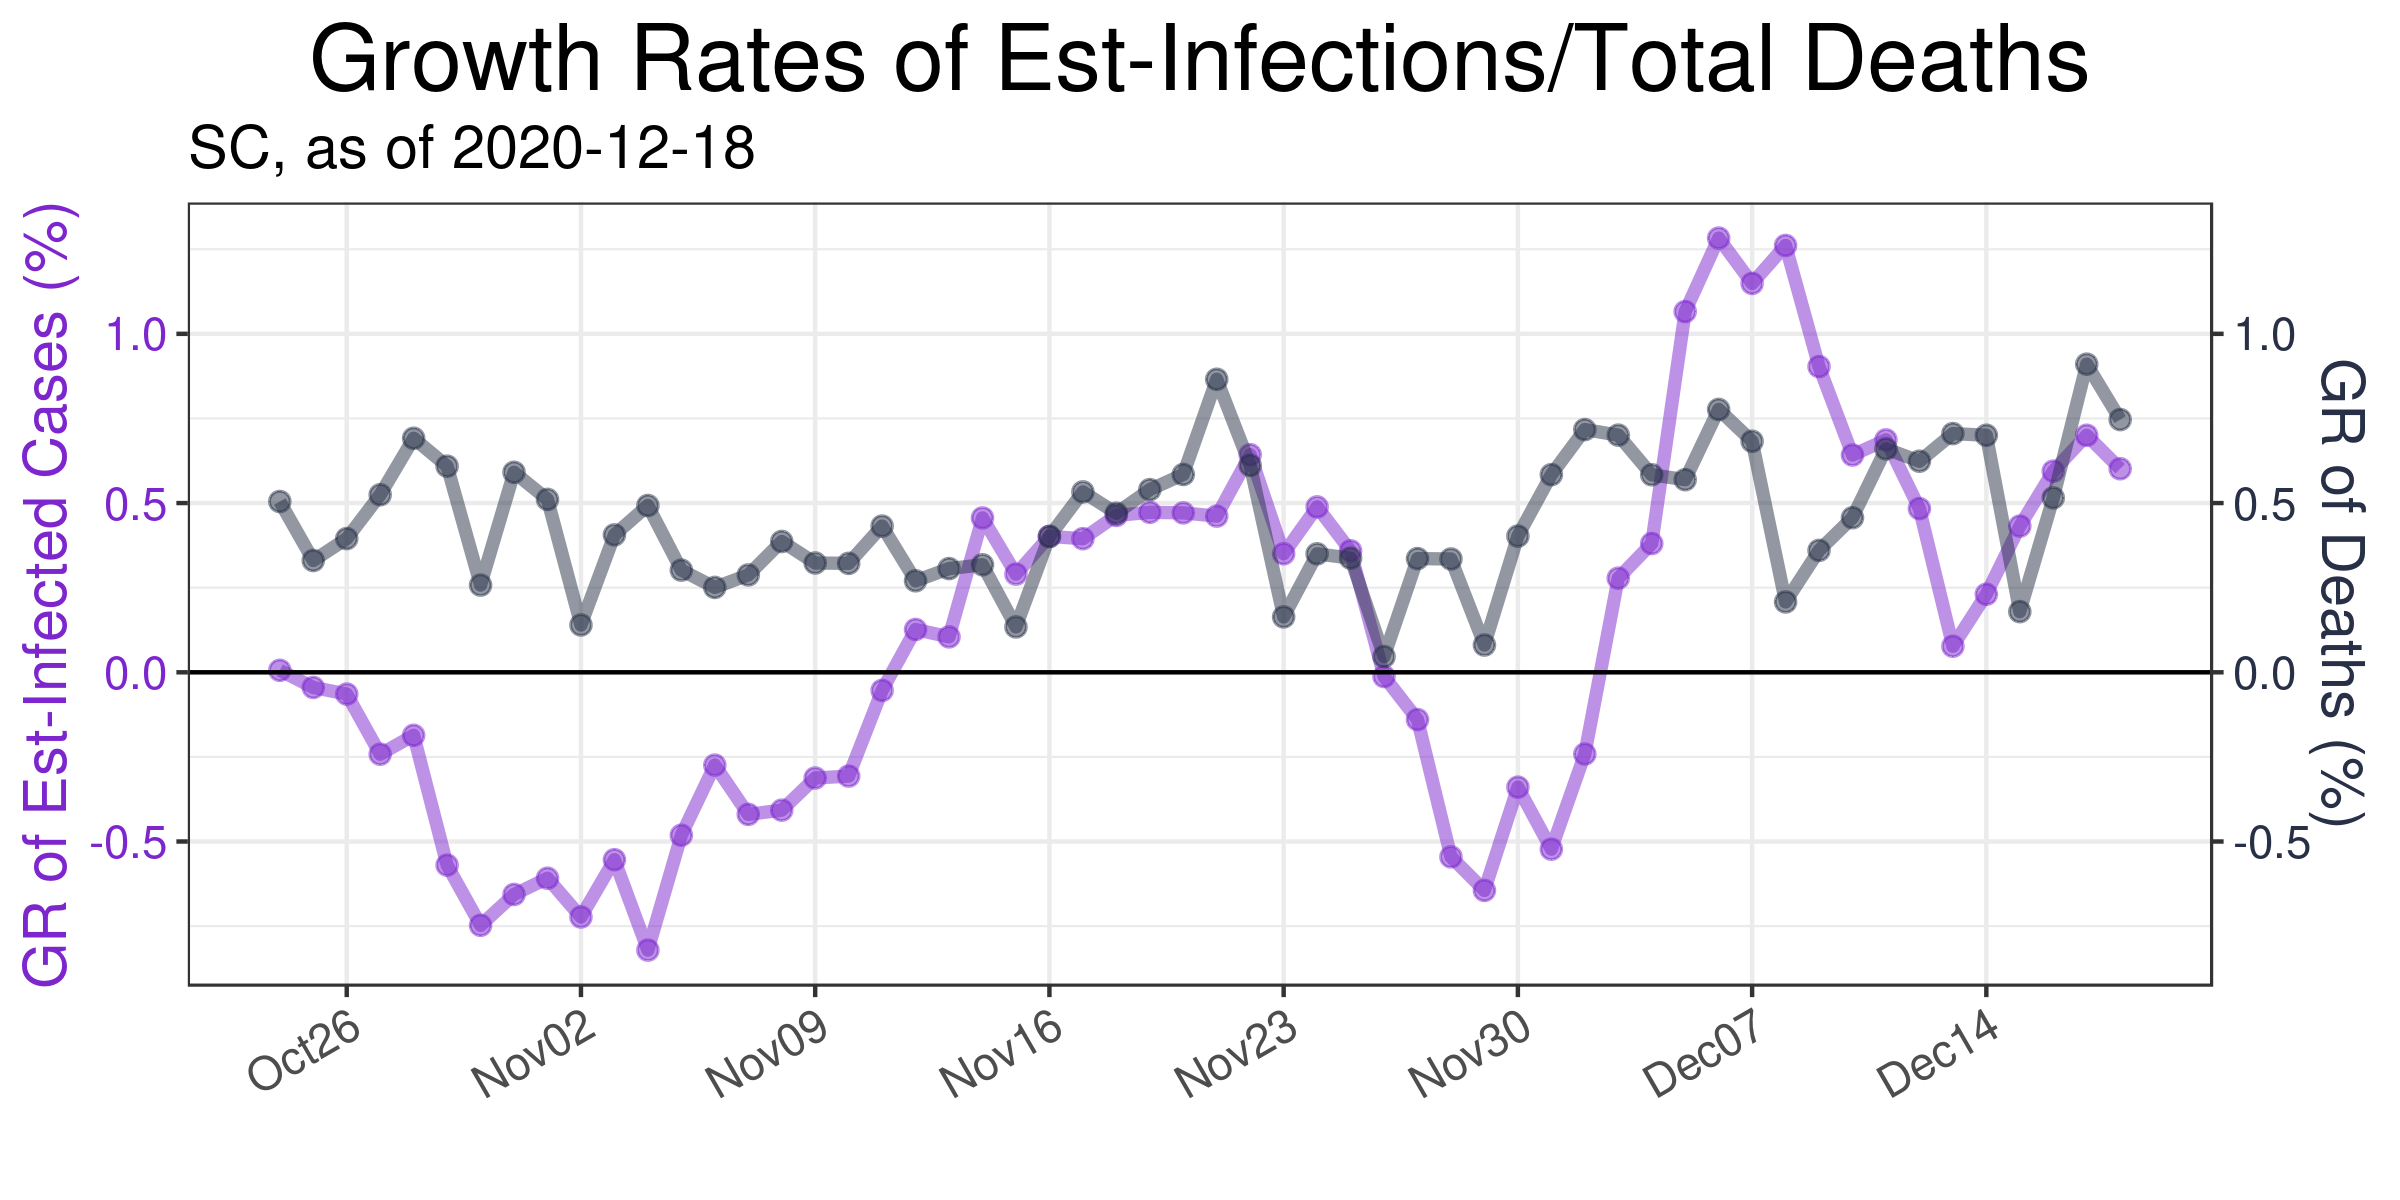 Growth Rates of Est-Infections/Total Deaths
SC, as of 2020-12-18
GR of Est-Infected Cases (%)
1.0
0.5
0.0
-0.5
1.0
0.5
0.0
-0.5
GR of Deaths (%)
Oct26
Nov02
Nov09
Nov16
Nov23
Nov30
Dec07
Dec14